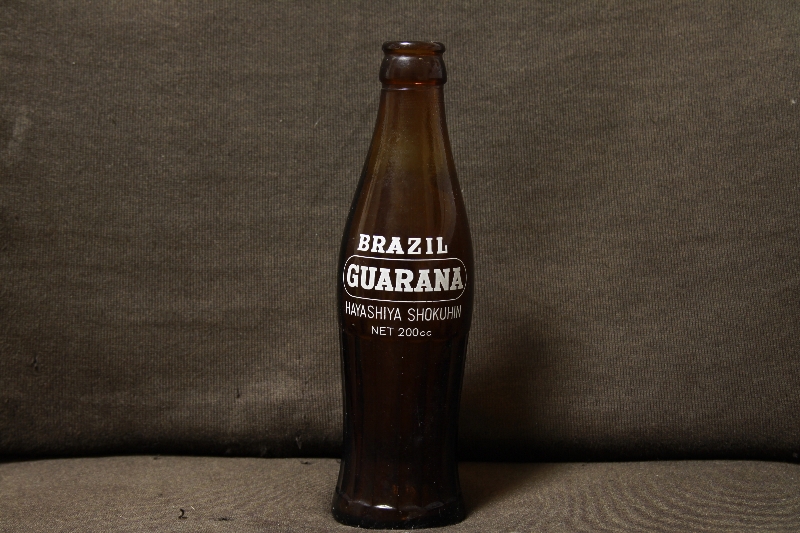 BRAZIL
GUARANA
HAYASHIYA SHOKUHIN
NET 200cc